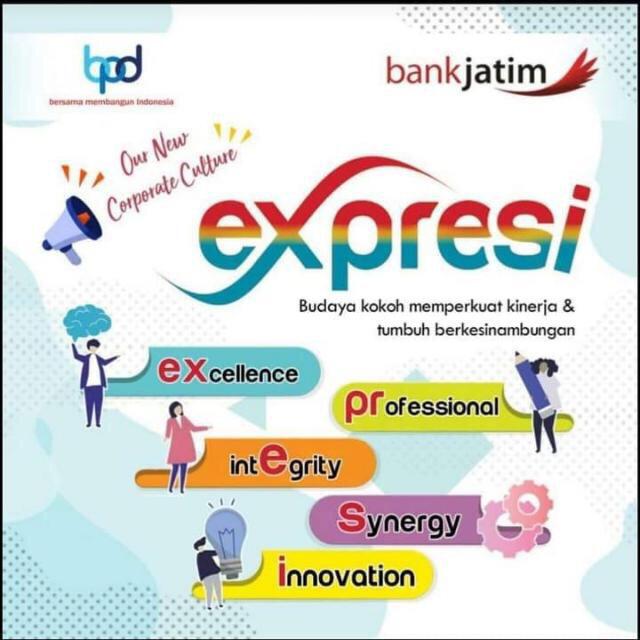 bpd
bersama membangun Indonesia
bankjatim
Our New
Corporate Culture
expresi
Budaya kokoh memperkuat kinerja &
tumbuh berkesinambungan
excellence
professional
intEgrity
Synergy
innovation